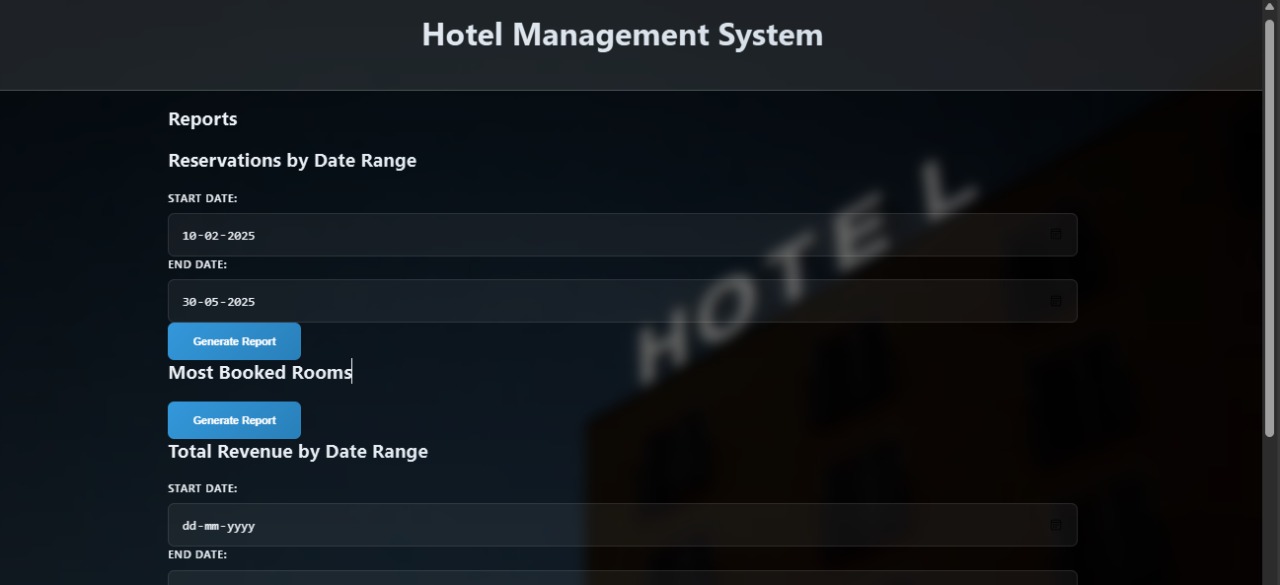 Hotel Management System
Reports
Reservations by Date Range
START DATE:
10-02-2025
END DATE:
30-05-2025
Generate Report
Most Booked Rooms
Generate Report
Total Revenue by Date Range
START DATE:
dd-mm-yyyy
END DATE:
HOTEL